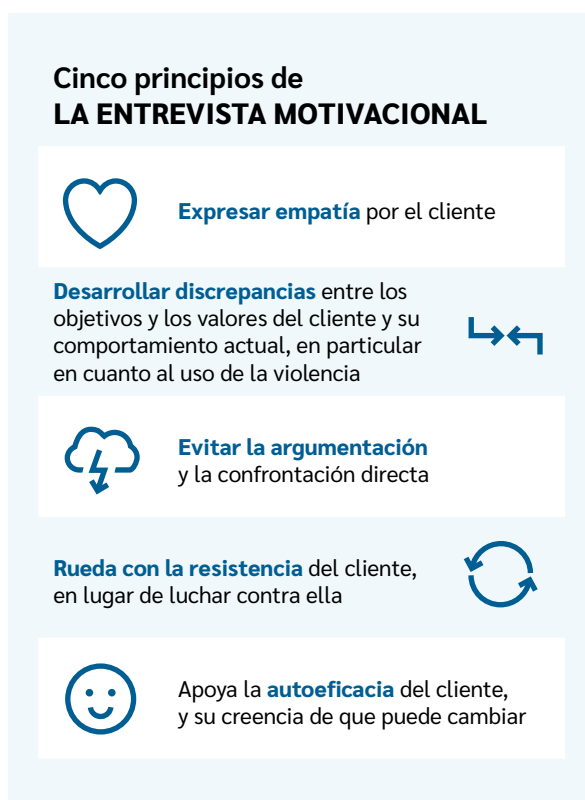 Cinco principios de
LA ENTREVISTA MOTIVACIONAL
Expresar empatía por el cliente
Desarrollar discrepancias entre los
objetivos y los valores del cliente y su
comportamiento actual, en particular
en cuanto al uso de la violencia
Evitar la argumentación
y la confrontación directa
Rueda con la resistencia del cliente,
en lugar de luchar contra ella
Apoya la autoeficacia del cliente,
y su creencia de que puede cambiar